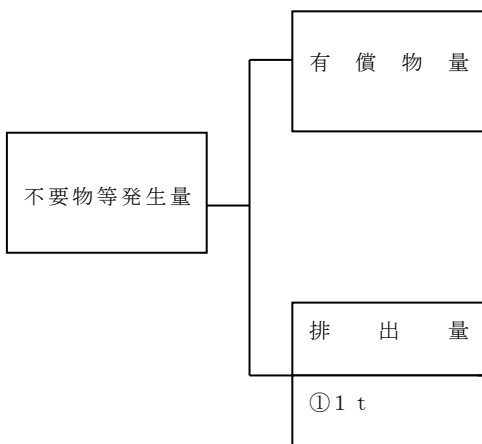 有償物量
不要物等発生量
排出量
①1 t